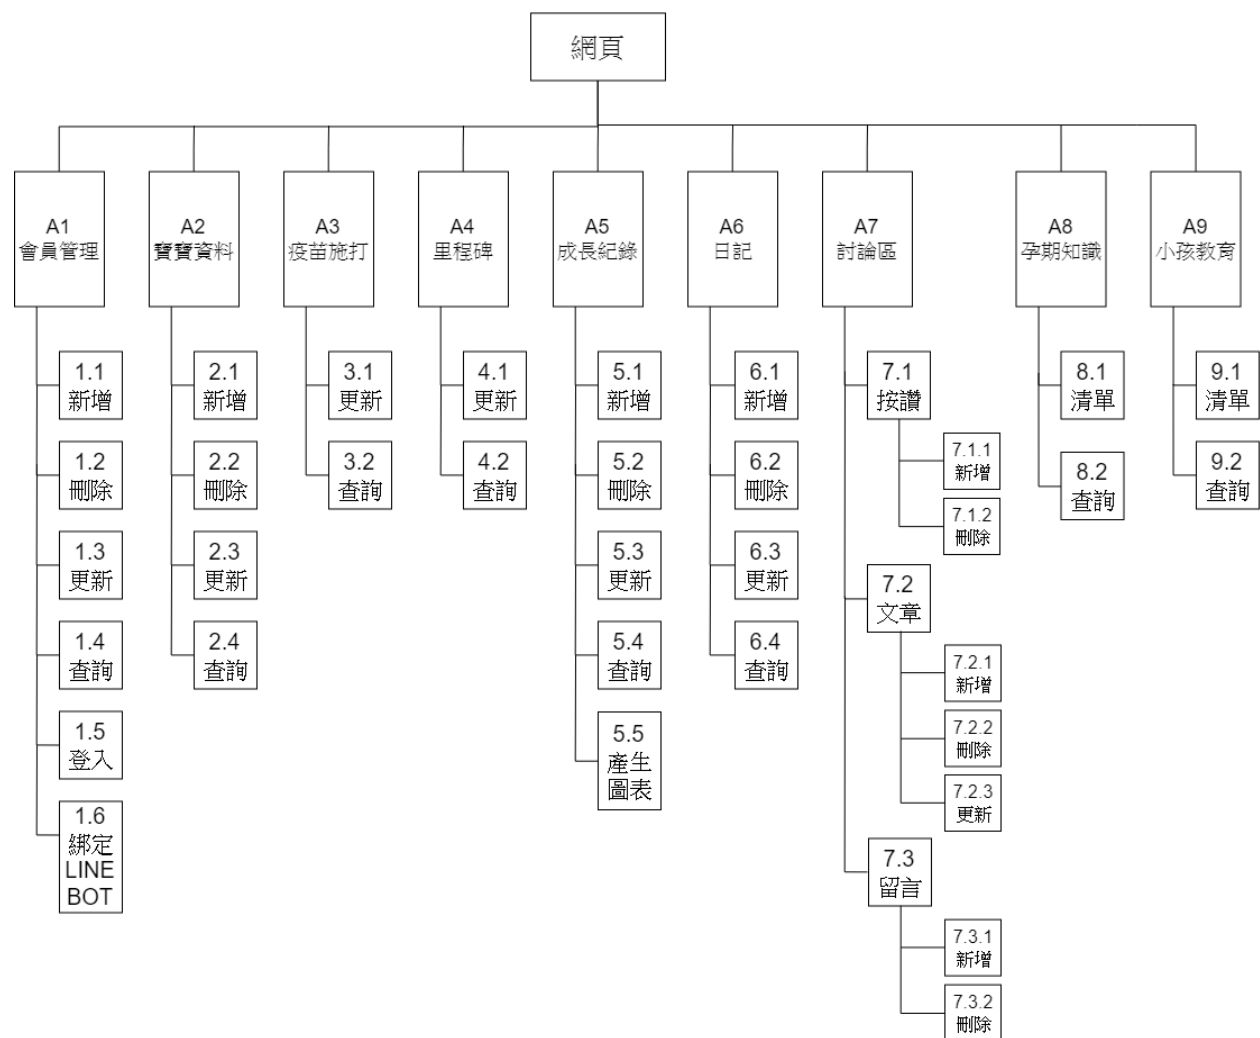 網頁
A1
會員管理
1.1
新增
1.2
刪除
1.3
更新
1.4
查詢
1.5
登入
1.6
綁定
LINE
BOT
A2
寶寶資料
2.1
新增
2.2
刪除
2.3
更新
2.4
查詢
A3
疫苗施打
3.1
更新
3.2
查詢
A4
里程碑
4.1
更新
4.2
查詢
A5
成長紀錄
5.1
新增
5.2
刪除
5.3
更新
5.4
查詢
5.5
產生
圖表
A6
日記
6.1
新增
6.2
刪除
6.3
更新
6.4
查詢
A7
討論區
7.1
按讚
7.1.1
新增
7.1.2
刪除
7.2
文章
7.2.1
新增
7.2.2
刪除
7.2.3
更新
7.3
留言
7.3.1
新增
7.3.2
刪除
A8
孕期知識
8.1
清單
8.2
查詢
A9
小孩教育
9.1
清單
9.2
查詢